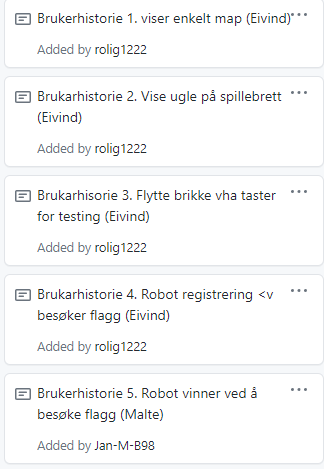 Brukerhistorie 1. viser enkelt map (Eivind)
Added by rolig1222
Brukarhistorie 2. Vise ugle på spillebrett
(Eivind)
Added by rolig1222
Brukarhisorie 3. Flytte brikke vha taster
for testing (Eivind)
Added by rolig1222
Brukarhistorie 4. Robot registrering <v
besøker flagg (Eivind)
Added by rolig1222
Brukerhistorie 5. Robot vinner ved å
besøke flagg (Malte)
Added by Jan-M-B98